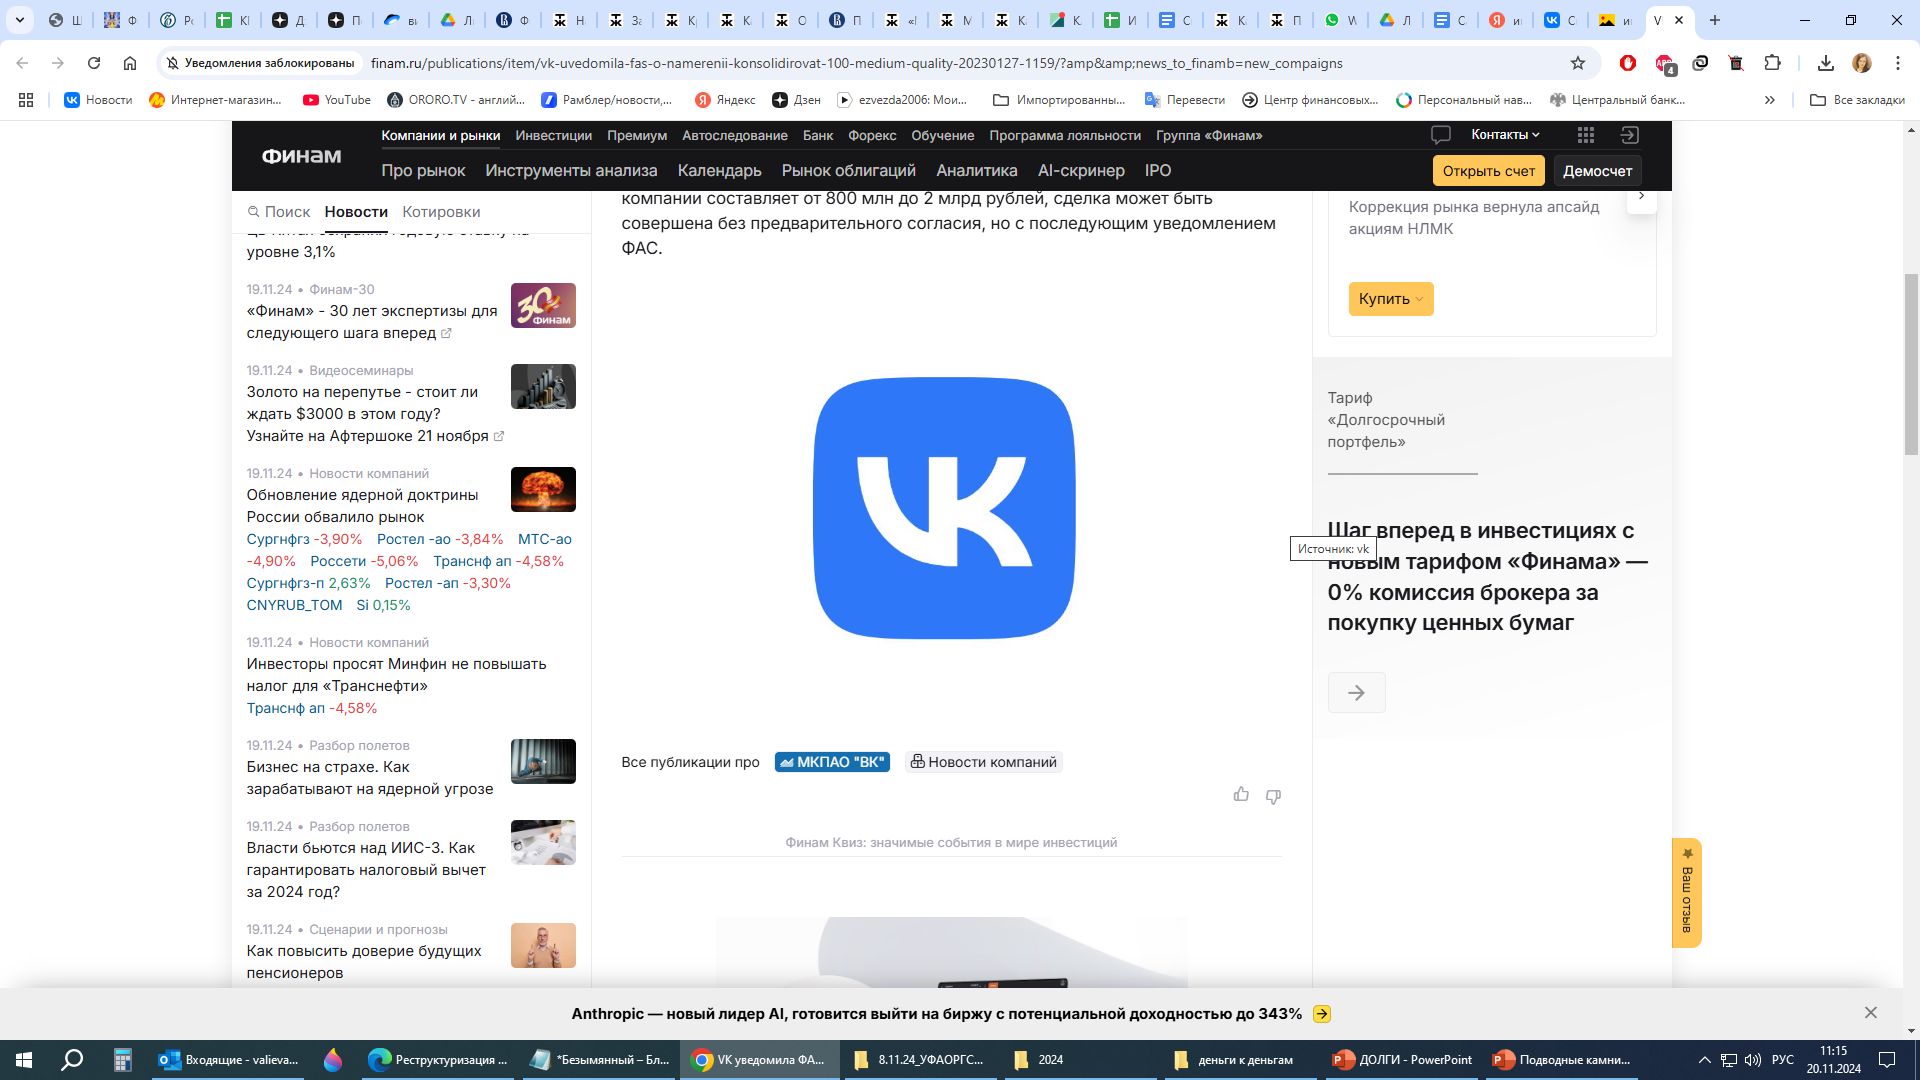 Ш
Ф
Рс
КІ
Д
П
ви
Ли
Ф
Н
За
К
О
П
«І
М
К
К
И
С
К
П
W
Л
С
и
С
и
V
Уведомления заблокированы
finam.ru/publications/item/vk-uvedomila-fas-o-namerenii-konsolidirovat-100-medium-quality-20230127-1159/?amp&amp;news_to_finamb=new_compaigns
4
Новости
Интернет-магазин...
YouTube
ORORO.TV - англий...
Рамблер/новости,...
Яндекс
Дзен
ezvezda2006: Мои...
Импортированны...
Перевести
Центр финансовых...
Персональный нав...
Центральный банк...
Все закладки
ФИНАМ
Компании и рынки
Инвестиции
Премиум
Автоследование
Банк
Форекс
Обучение
Программа лояльности
Группа «Финам»
Контакты
Про рынок
Инструменты анализа
Календарь
Рынок облигаций
Аналитика
AI-скринер
IPO
Открыть счет
Демосчет
Поиск
Новости
Котировки
уровне 3,1%
19.11.24 • Финам-30
«Финам» - 30 лет экспертизы для
следующего шага вперед
30
ФИНАМ
19.11.24 • Видеосеминары
Золото на перепутье - стоит ли
ждать $3000 в этом году?
Узнайте на Афтершоке 21 ноября
19.11.24 • Новости компаний
Обновление ядерной доктрины
России обвалило рынок
Сургнфгз -3,90% Ростел -ао -3,84% МТС-ао
-4,90% Россети -5,06% Транснф ап -4,58%
Сургнфгз-п 2,63% Ростел -ап -3,30%
CNYRUB_TOM Si 0,15%
19.11.24 • Новости компаний
Инвесторы просят Минфин не повышать
налог для «Транснефти»
Транснф ап -4,58%
19.11.24 • Разбор полетов
Бизнес на страхе. Как
зарабатывают на ядерной угрозе
19.11.24 • Разбор полетов
Власти бьются над ИИС-3. Как
гарантировать налоговый вычет
за 2024 год?
19.11.24 • Сценарии и прогнозы
Как повысить доверие будущих
пенсионеров
компании составляет от 800 млн до 2 млрд рублей, сделка может быть
совершена без предварительного согласия, но с последующим уведомлением
ФАС.
VK
Все публикации про
МКПАО "ВК"
Новости компаний
Финам Квиз: значимые события в мире инвестиций
Коррекция рынка вернула апсайд
акциям НЛМК
Купить
Тариф
«Долгосрочный
портфель»
Шаг вперед в инвестициях с
новым тарифом «Финама» —
0% комиссия брокера за
покупку ценных бумаг
Источник: vk
Ваш отзыв
Anthropic — новый лидер AI, готовится выйти на биржу с потенциальной доходностью до 343%
Входящие - valieva...
Реструктуризация ...
*Безымянный – Бл...
VK уведомила ФА...
8.11.24_УФАОРГС...
2024
деньги к деньгам
ДОЛГИ - PowerPoint
Подводные камни...
РУС
11:15
20.11.2024